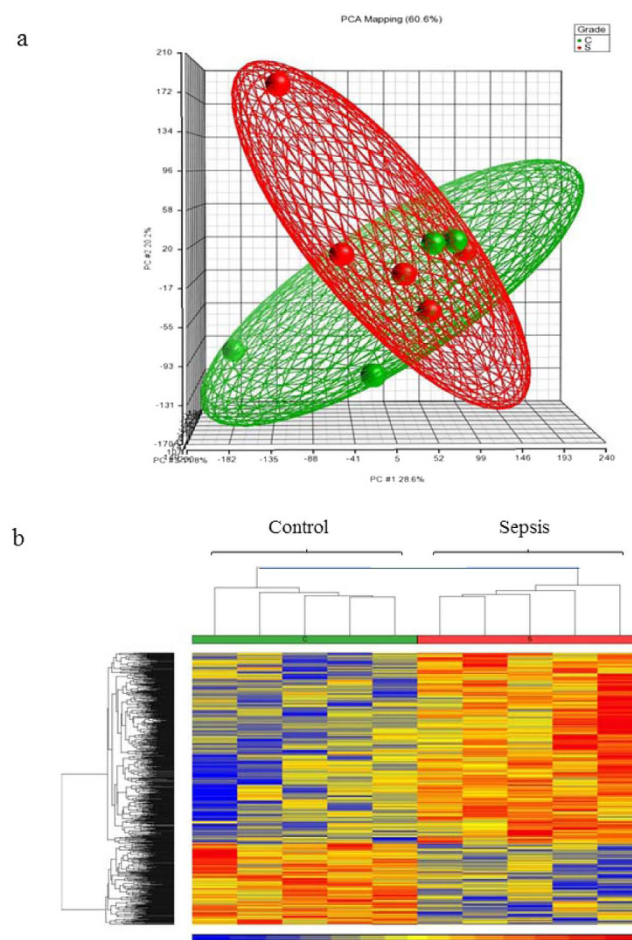 a
PCA Mapping (60.6%)
Grade
C
S
210
172
134
96
58
20
-17
-55
-93
-131
-170
PC #2 20.2%
-182 -135 -88 -41 5 52 99 146 193 240
PC #1 28.6%
b
Control Sepsis
C S